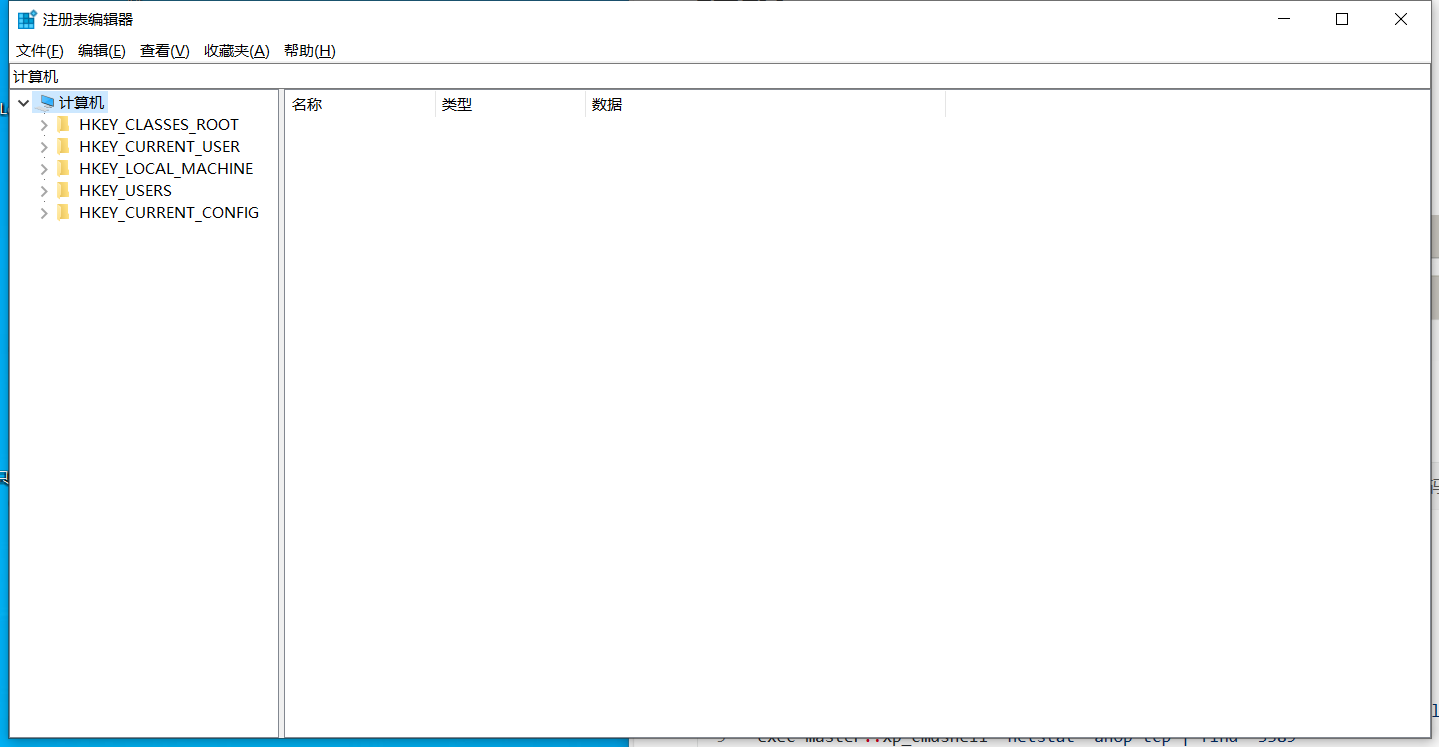 注册表编辑器
文件(F) 编辑(E) 查看(V) 收藏夹(A) 帮助(H)
计算机
计算机
名称 类型 数据
HKEY_CLASSES_ROOT
HKEY_CURRENT_USER
HKEY_LOCAL_MACHINE
HKEY_USERS
HKEY_CURRENT_CONFIG